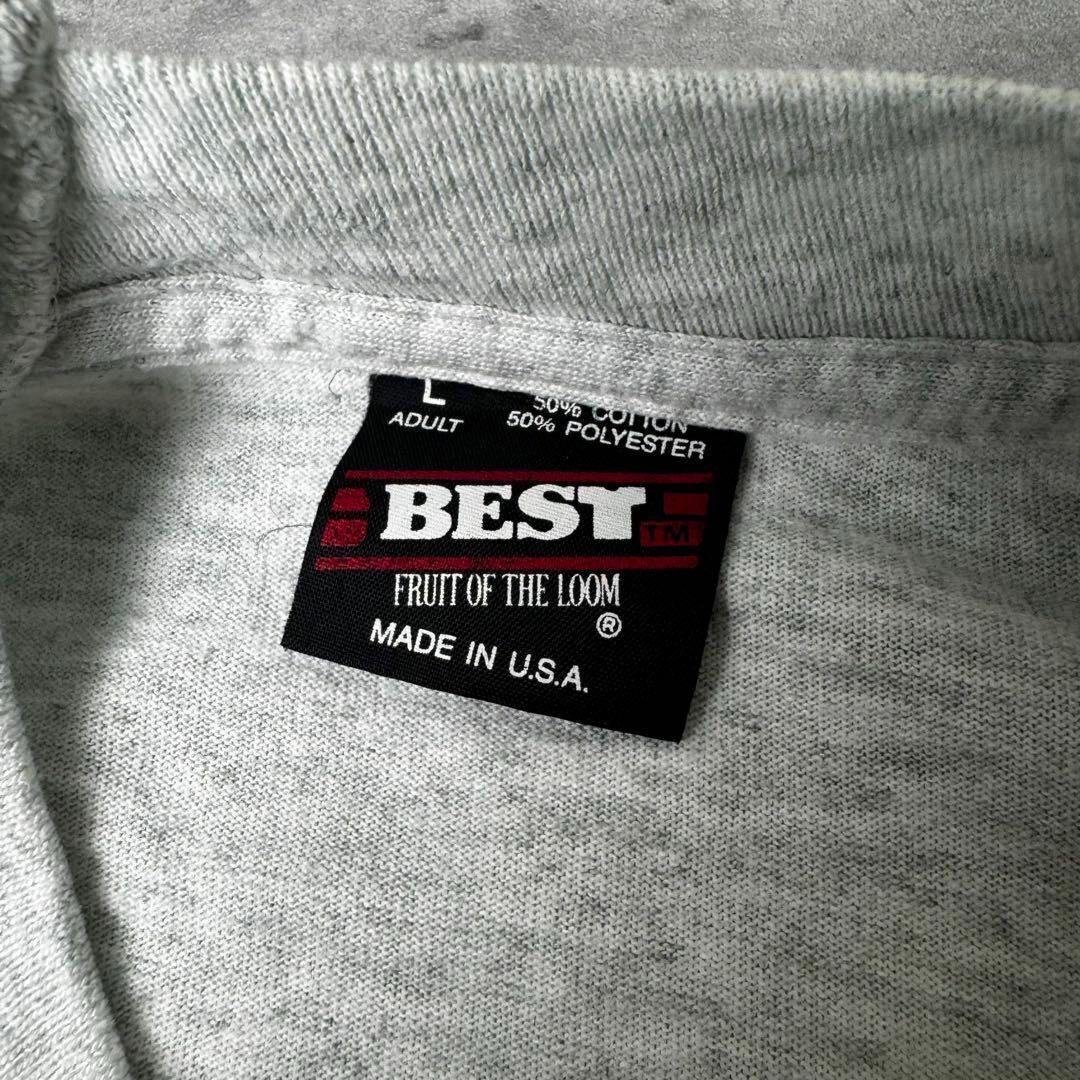 L
ADULT
50% COTTON
50% POLYESTER
BEST TM
FRUIT OF THE LOOM
®
MADE IN U.S.A.